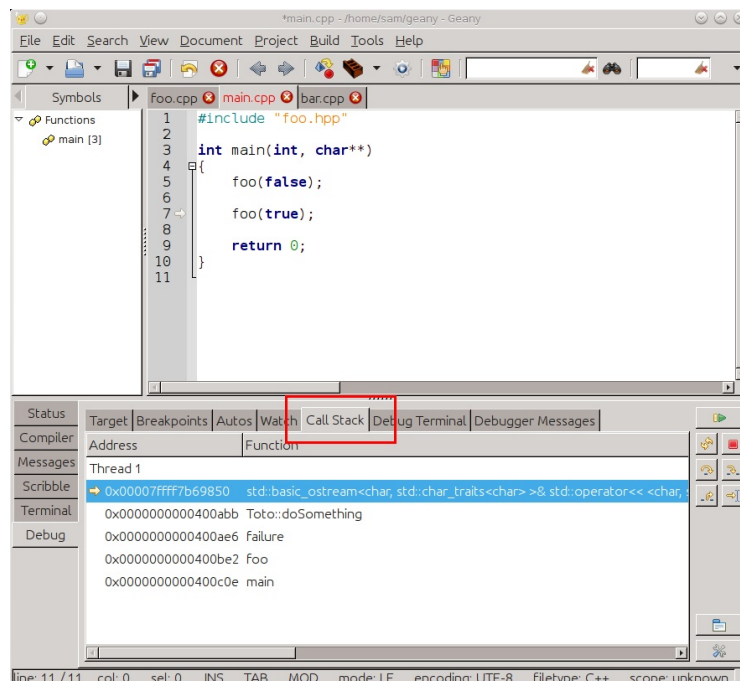 *main.cpp - /home/sam/geany - Geany
File Edit Search View Document Project Build Tools Help
Symbols
foo.cpp main.cpp bar.cpp
Functions
main [3]
1 #include "foo.hpp"
2
3 int main(int, char**)
4 {
5 foo(false);
6
7 foo(true);
8
9 return 0;
10 }
11
Status
Compiler
Messages
Scribble
Terminal
Debug
Target Breakpoints Autos Watch Call Stack Debug Terminal Debugger Messages
Address Function
Thread 1
0x00007ffff7b69850 std::basic_ostream<char, std::char_traits<char> >& std::operator<< <char, s
0x0000000000400abb Toto::doSomething
0x0000000000400ae6 failure
0x0000000000400be2 foo
0x0000000000400c0e main
line: 11 / 11 col: 0 sel: 0 INS TAB MOD mode: LF encoding: UTF-8 filetype: C++ scope: unknown